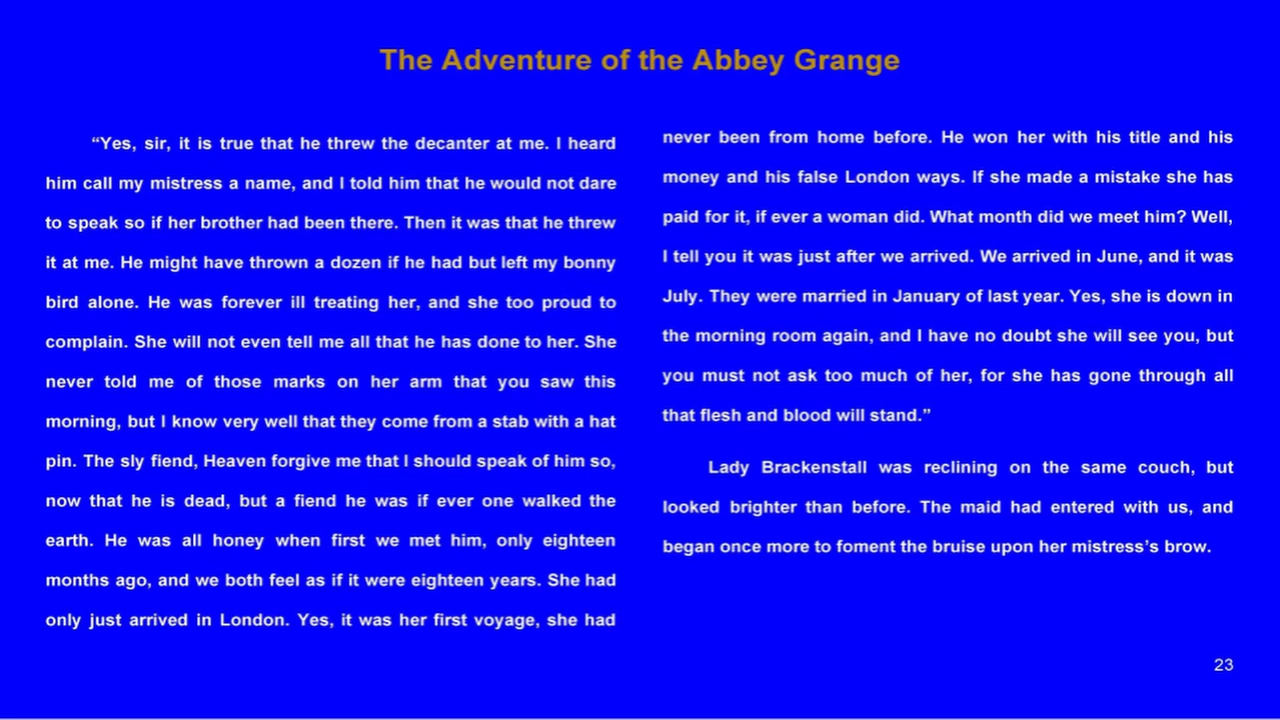 The Adventure of the Abbey Grange
“Yes, sir, it is true that he threw the decanter at me. I heard
him call my mistress a name, and I told him that he would not dare
to speak so if her brother had been there. Then it was that he threw
it at me. He might have thrown a dozen if he had but left my bonny
bird alone. He was forever ill treating her, and she too proud to
complain. She will not even tell me all that he has done to her. She
never told me of those marks on her arm that you saw this
morning, but I know very well that they come from a stab with a hat
pin. The sly fiend, Heaven forgive me that I should speak of him so,
now that he is dead, but a fiend he was if ever one walked the
earth. He was all honey when first we met him, only eighteen
months ago, and we both feel as if it were eighteen years. She had
only just arrived in London. Yes, it was her first voyage, she had
never been from home before. He won her with his title and his
money and his false London ways. If she made a mistake she has
paid for it, if ever a woman did. What month did we meet him? Well,
I tell you it was just after we arrived. We arrived in June, and it was
July. They were married in January of last year. Yes, she is down in
the morning room again, and I have no doubt she will see you, but
you must not ask too much of her, for she has gone through all
that flesh and blood will stand.”
Lady Brackenstall was reclining on the same couch, but
looked brighter than before. The maid had entered with us, and
began once more to foment the bruise upon her mistress’s brow.
23